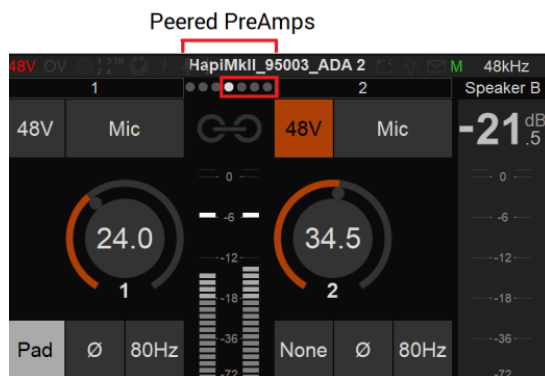 Peered PreAmps
48V OV HapiMkII_95003_ADA 2 M 48kHz
1 2 Speaker B
48V Mic 48V Mic -21.5 dB
0 0
-6 -6
24.0 34.5
-12 -12
1 2
-18 -18
Pad Ø 80Hz -36 None Ø 80Hz -36
-72 -72